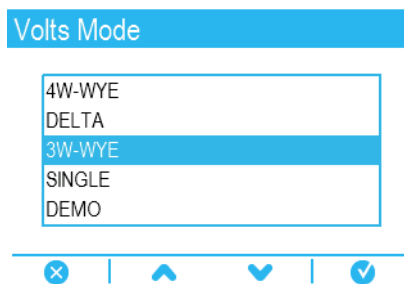 Volts Mode
4W-WYE
DELTA
3W-WYE
SINGLE
DEMO